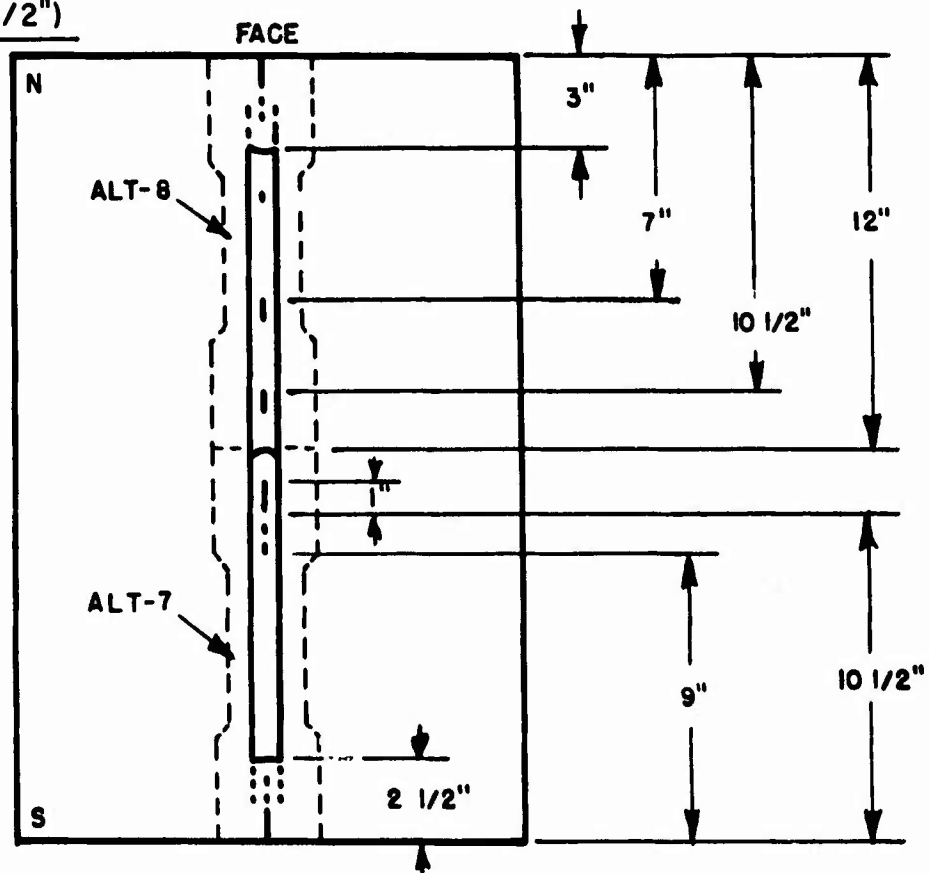 /2")
FACE
N
3"
ALT-8
7"
12"
10 1/2"
1"
ALT-7
9"
10 1/2"
2 1/2"
S